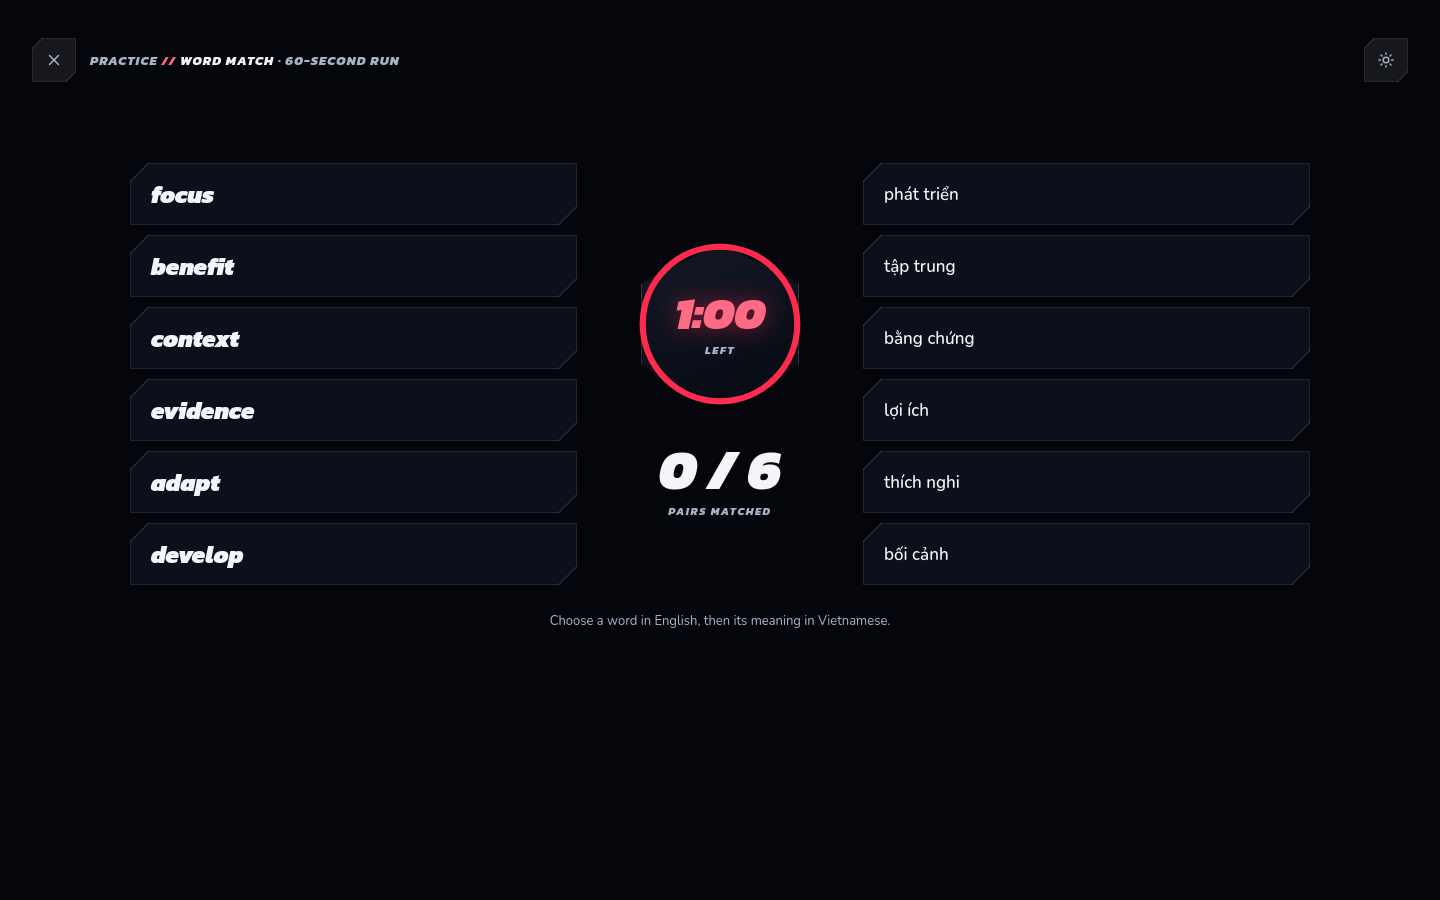 PRACTICE // WORD MATCH · 60-SECOND RUN
focus
benefit
context
evidence
adapt
develop
1:00
LEFT
0 / 6
PAIRS MATCHED
phát triển
tập trung
bằng chứng
lợi ích
thích nghi
bối cảnh
Choose a word in English, then its meaning in Vietnamese.